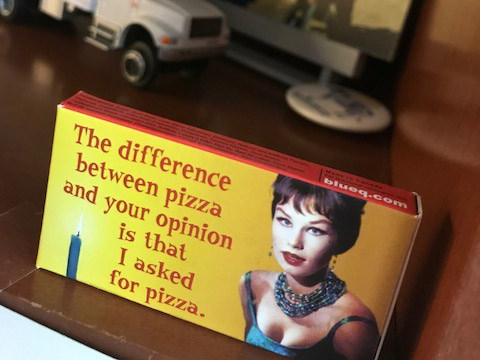 The difference
between pizza
and your opinion
is that
I asked
for pizza.
blueq.com